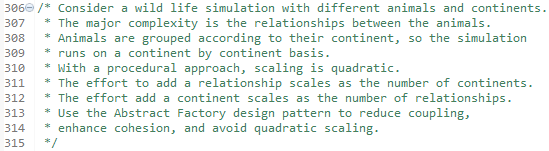 306 /* Consider a wild life simulation with different animals and continents.
307  * The major complexity is the relationships between the animals.
308  * Animals are grouped according to their continent, so the simulation
309  * runs on a continent by continent basis.
310  * With a procedural approach, scaling is quadratic.
311  * The effort to add a relationship scales as the number of continents.
312  * The effort add a continent scales as the number of relationships.
313  * Use the Abstract Factory design pattern to reduce coupling,
314  * enhance cohesion, and avoid quadratic scaling.
315  */